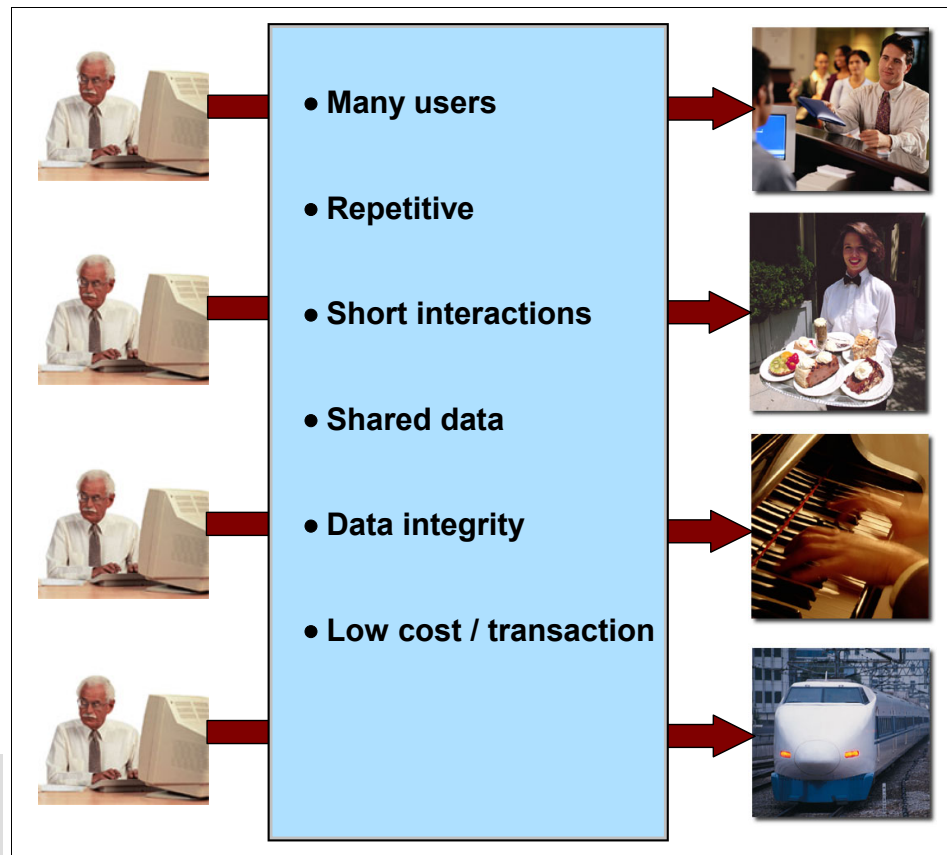 • Many users
• Repetitive
• Short interactions
• Shared data
• Data integrity
• Low cost / transaction